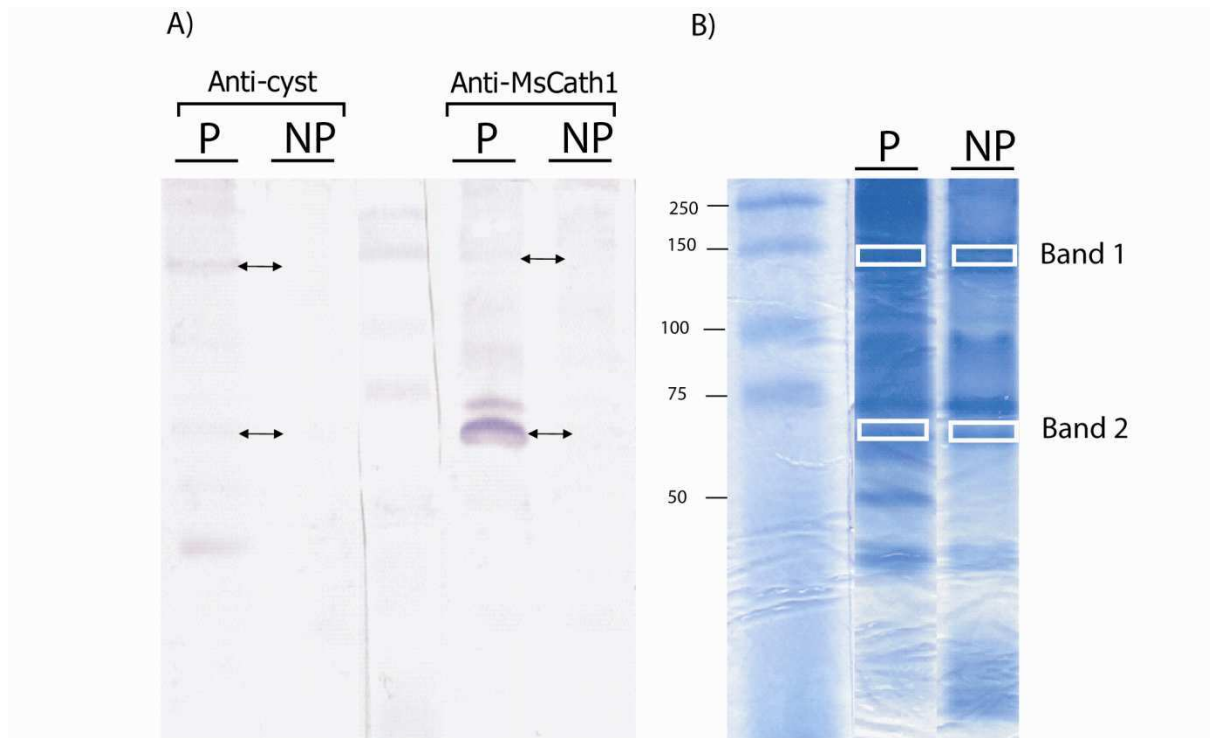 A)
Anti-cyst
Anti-MsCath1
P
NP
P
NP
B)
P
NP
250
150
100
75
50
Band 1
Band 2